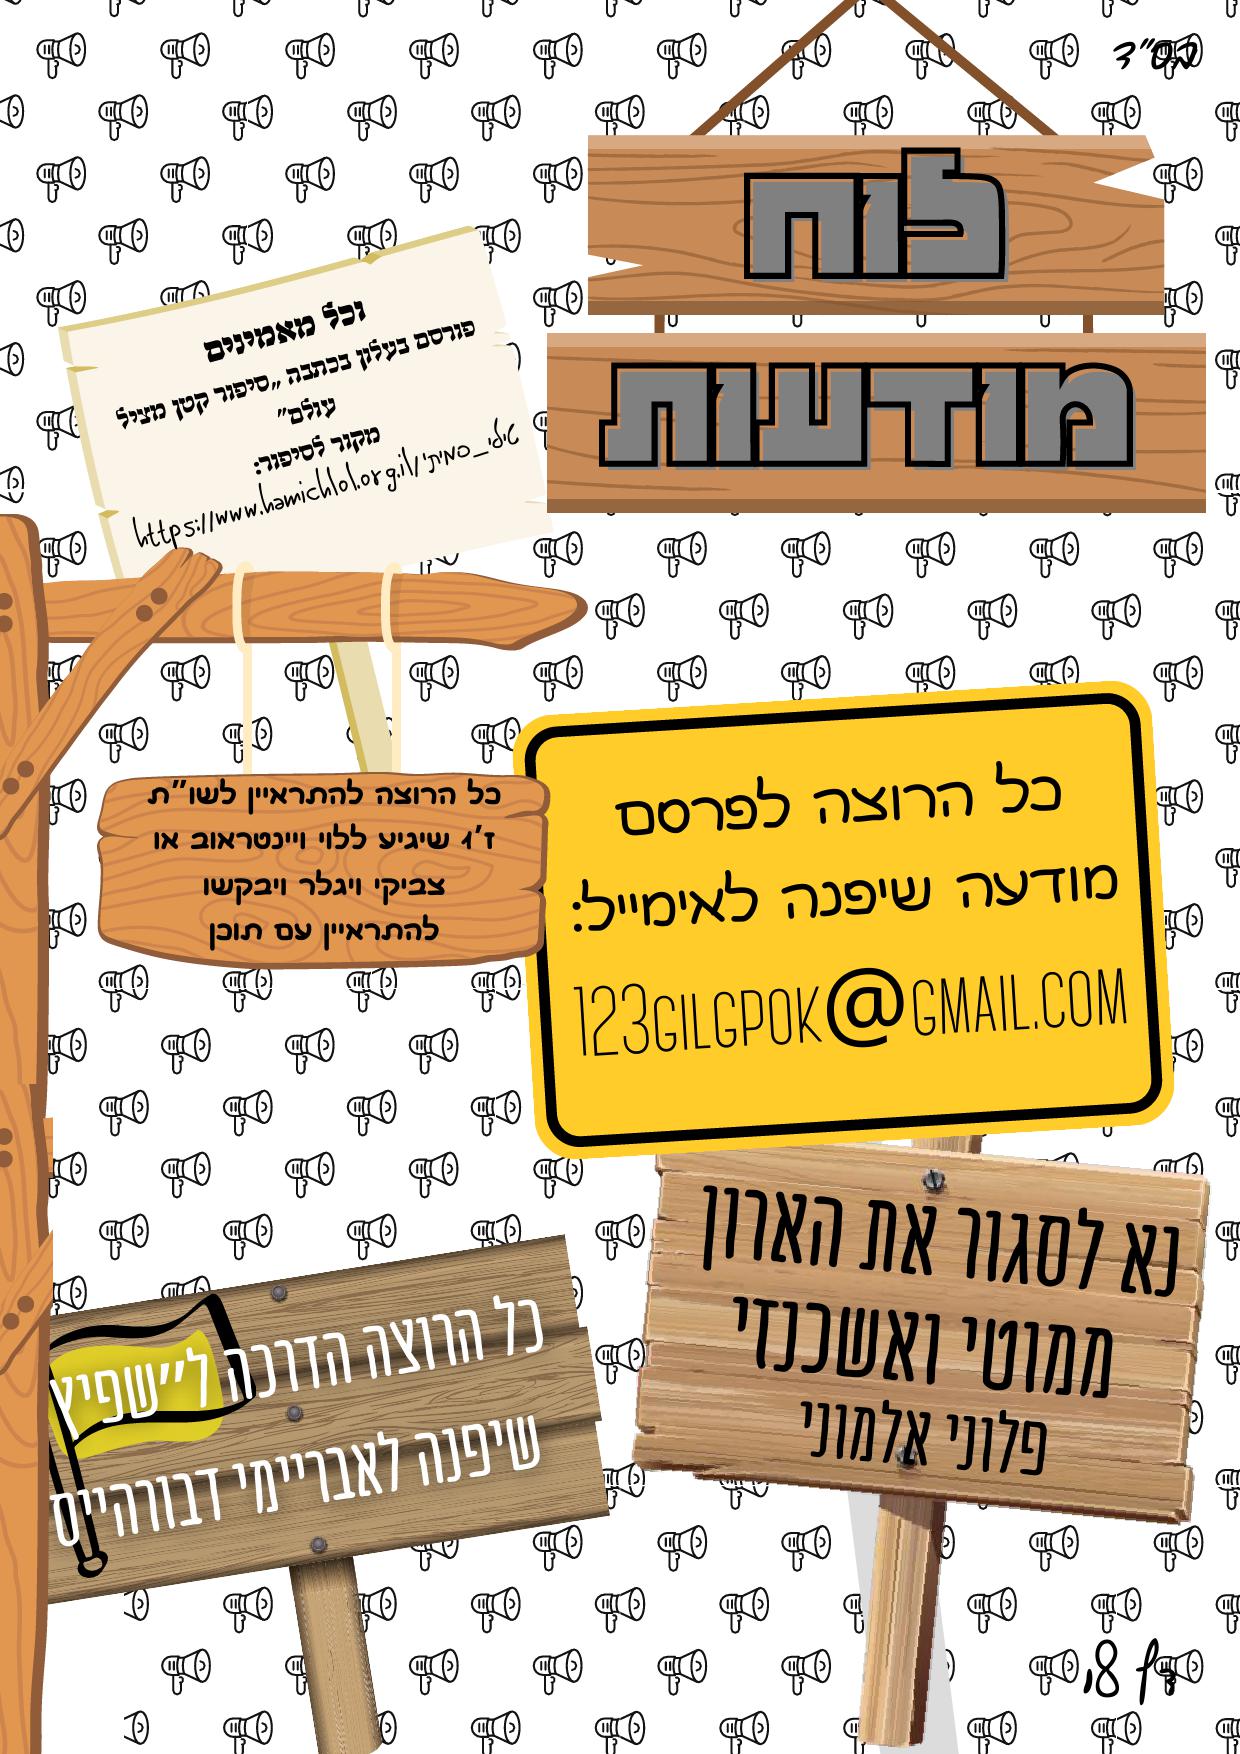 בס"ד
לוח
מודעות
וכל מאמינים
פורסם בעלון בכתבה "סיפור קטן מציל
עולם"
מקור לסיפור:
https://www.hamichlol.org.il/טילי_סמית'
כל הרוצה לפרסם
מודעה שיפנה לאימייל:
123GILGPOK@GMAIL.COM
כל הרוצה להתראיין לשו"ת
ז'1 שיגיע ללוי ויינטראוב או
צביקי ויגלר ויבקשו
להתראיין עם תוכן
נא לסגור את הארון
ממוטי ואשכנזי
פלוני אלמוני
כל הרוצה הדרכה ל"שפיץ
שיפנה לאבריימי דבורהייס
דף 18